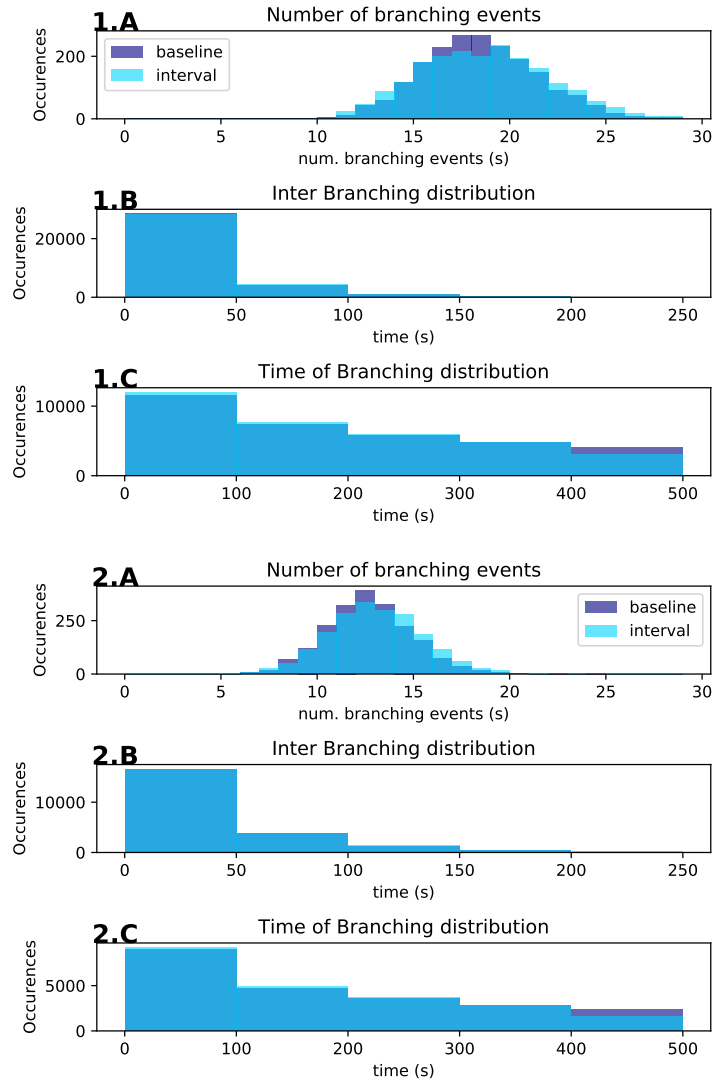 1.A
Number of branching events
Occurences
200
0
baseline
interval
0 5 10 15 20 25 30
num. branching events (s)
1.B
Inter Branching distribution
Occurences
20000
0
0 50 100 150 200 250
time (s)
1.C
Time of Branching distribution
Occurences
10000
0
0 100 200 300 400 500
time (s)
2.A
Number of branching events
Occurences
250
0
baseline
interval
0 5 10 15 20 25 30
num. branching events (s)
2.B
Inter Branching distribution
Occurences
10000
0
0 50 100 150 200 250
time (s)
2.C
Time of Branching distribution
Occurences
5000
0
0 100 200 300 400 500
time (s)